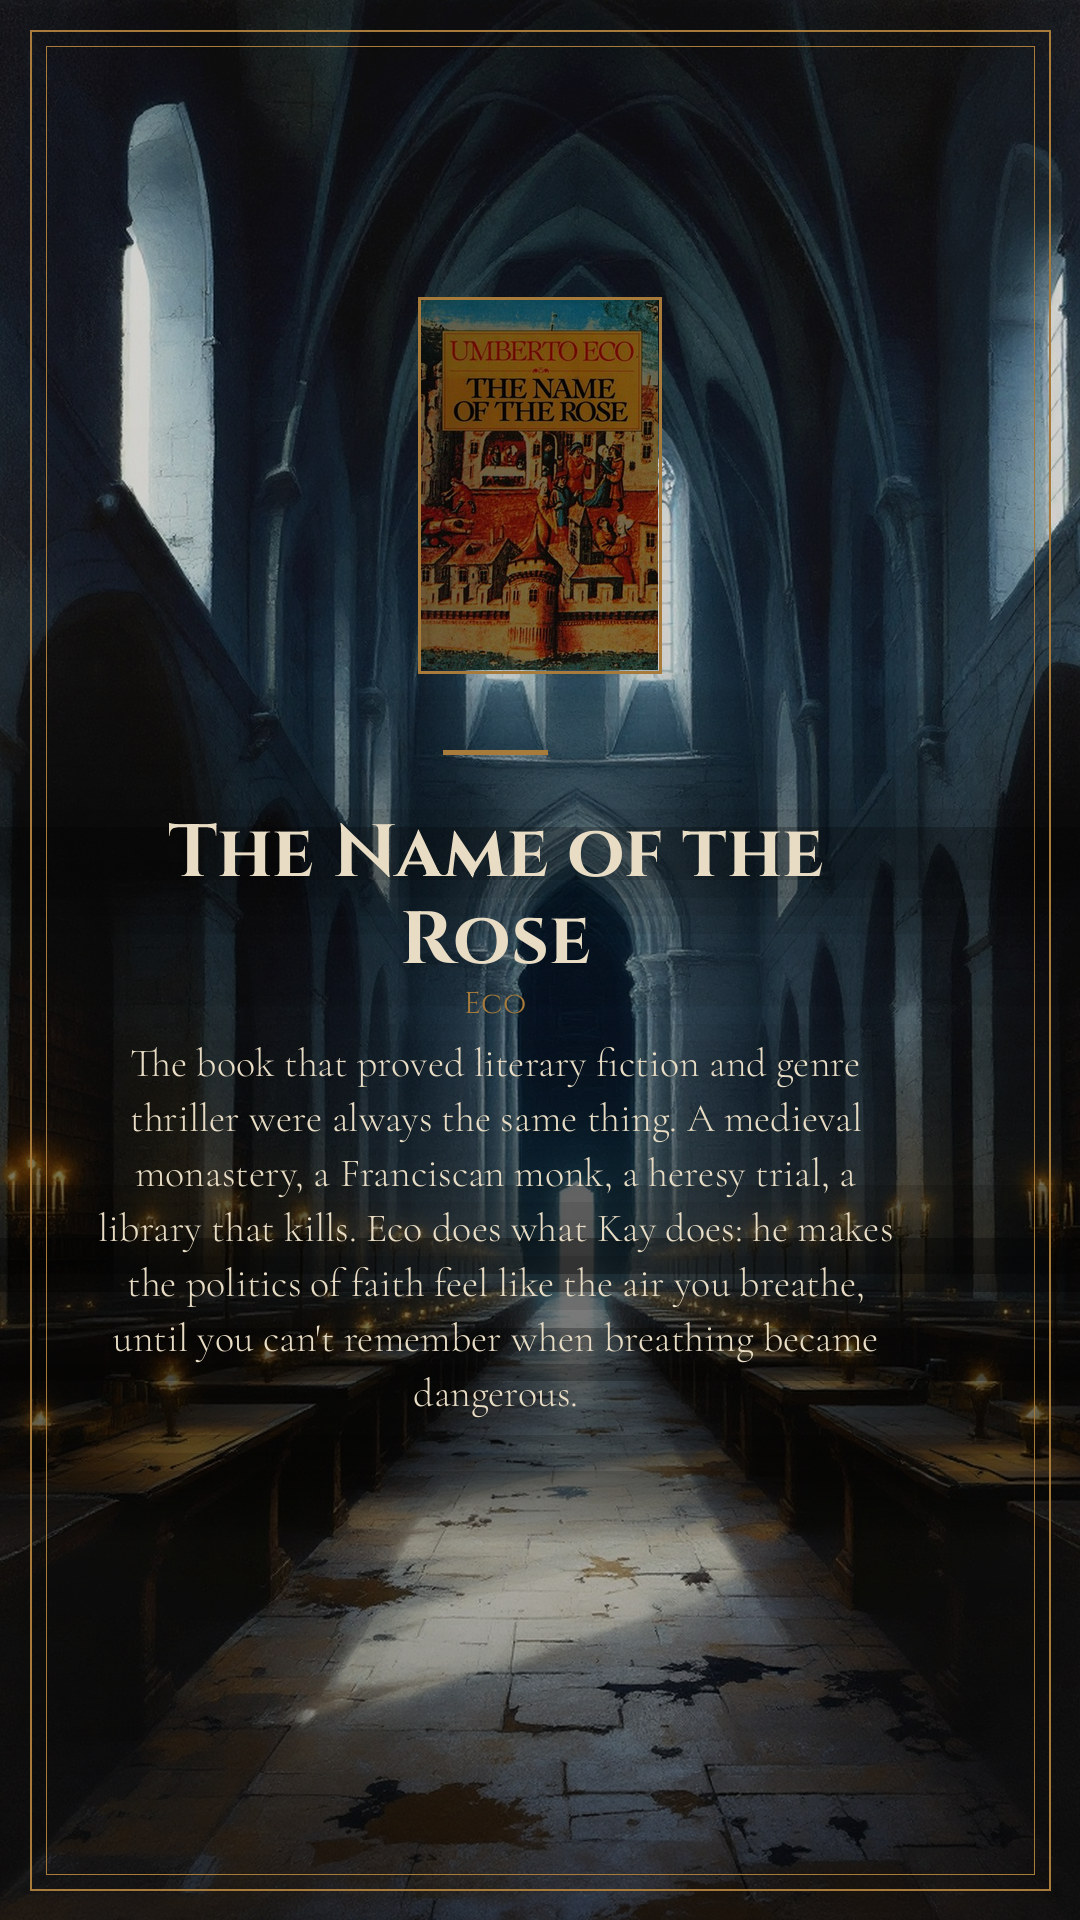 UMBERTO ECO
THE NAME
OF THE ROSE
The Name of the
Rose
Eco
The book that proved literary fiction and genre
thriller were always the same thing. A medieval
monastery, a Franciscan monk, a heresy trial, a
library that kills. Eco does what Kay does: he makes
the politics of faith feel like the air you breathe,
until you can't remember when breathing became
dangerous.